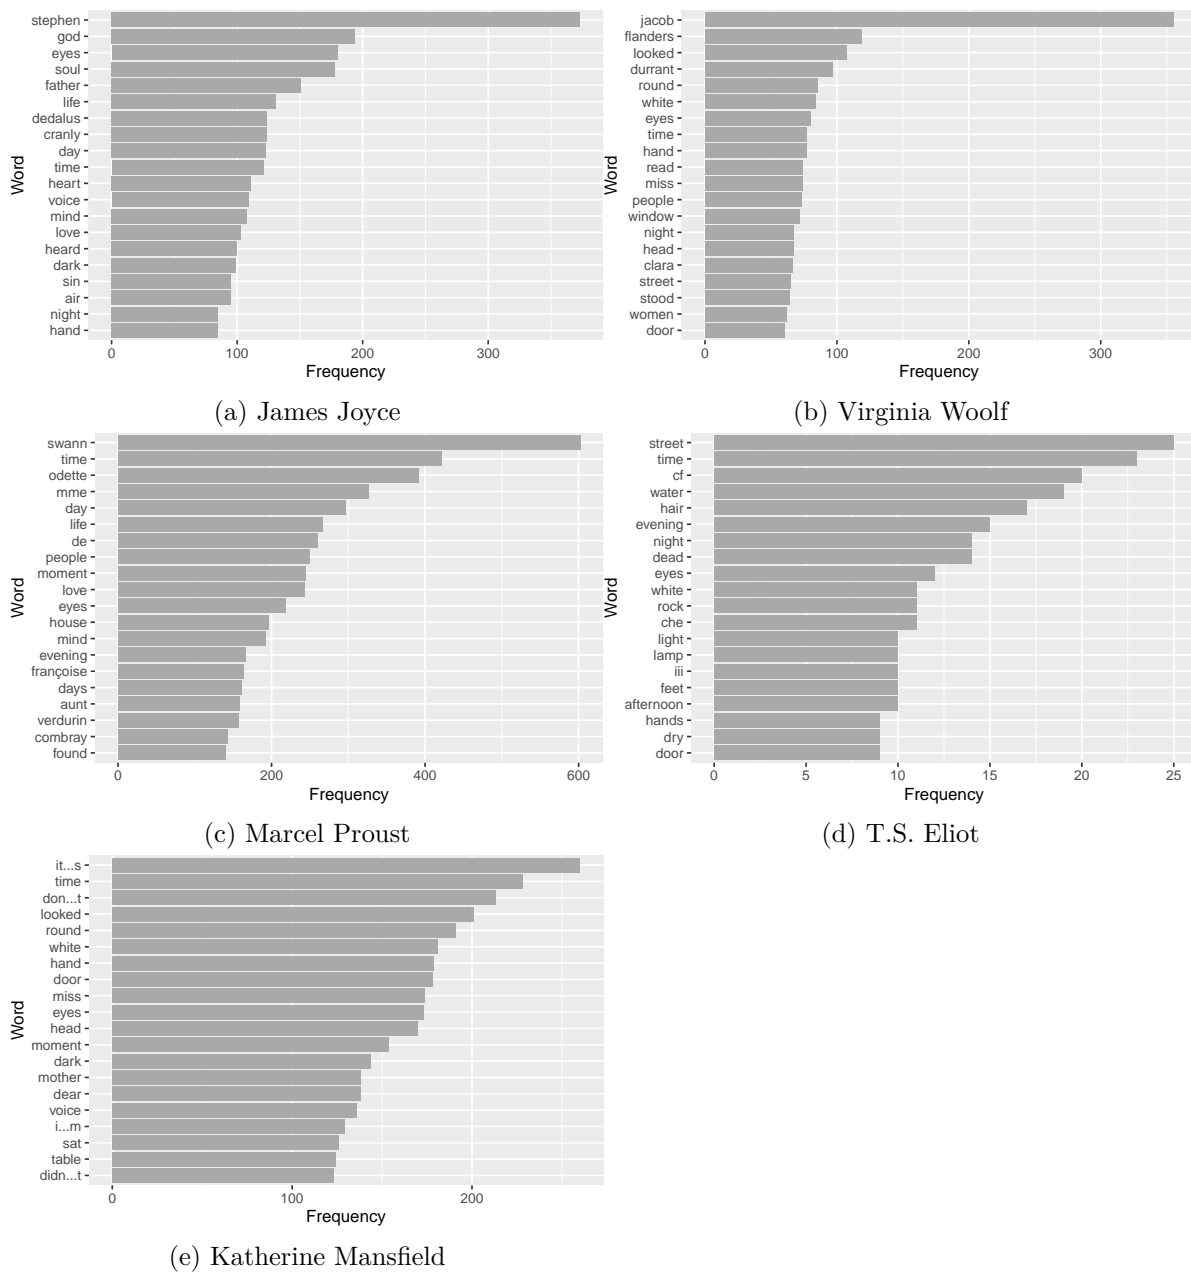 stephen
god
eyes
soul
father
life
dedalus
cranly
day
time
heart
voice
mind
love
heard
dark
sin
air
night
hand
Word
0 100 200 300
Frequency
(a) James Joyce
jacob
flanders
looked
durrant
round
white
eyes
time
hand
read
miss
people
window
night
head
clara
street
stood
women
door
Word
0 100 200 300
Frequency
(b) Virginia Woolf
swann
time
odette
mme
day
life
de
people
moment
love
eyes
house
mind
evening
françoise
days
aunt
verdurin
combray
found
Word
0 200 400 600
Frequency
(c) Marcel Proust
street
time
cf
water
hair
evening
night
dead
eyes
white
rock
che
light
lamp
iii
feet
afternoon
hands
dry
door
Word
0 5 10 15 20 25
Frequency
(d) T.S. Eliot
it...s
time
don...t
looked
round
white
hand
door
miss
eyes
head
moment
dark
mother
dear
voice
i...m
sat
table
didn...t
Word
0 100 200
Frequency
(e) Katherine Mansfield